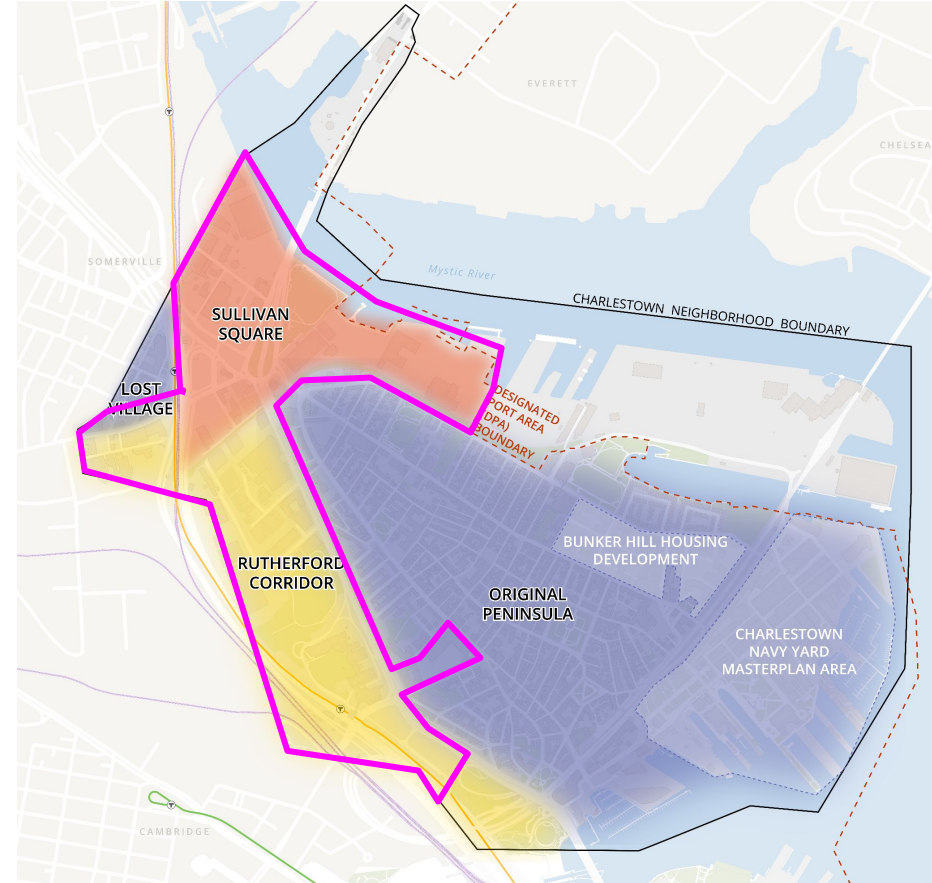 EVERETT
CHELSEA
SOMERVILLE
Mystic River
CHARLESTOWN NEIGHBORHOOD BOUNDARY
SULLIVAN
SQUARE
LOST
VILLAGE
DESIGNATED
PORT AREA
(DPA)
BOUNDARY
BUNKER HILL HOUSING
DEVELOPMENT
RUTHERFORD
CORRIDOR
ORIGINAL
PENINSULA
CHARLESTOWN
NAVY YARD
MASTERPLAN AREA
CAMBRIDGE
T
T
T
T